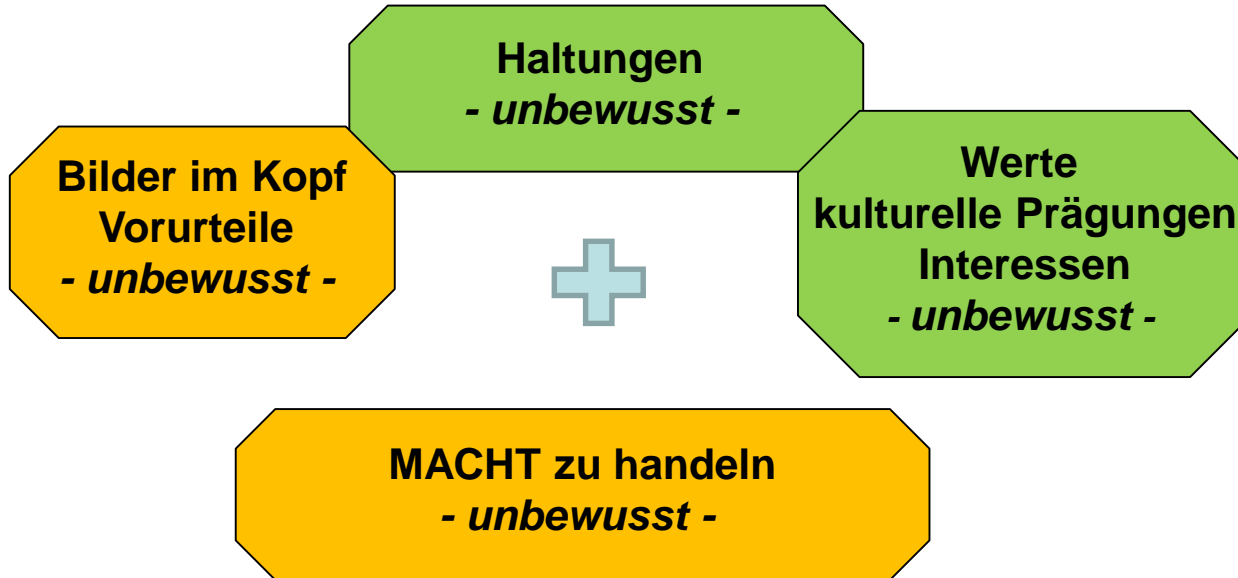 Haltungen
- unbewusst -
Bilder im Kopf
Vorurteile
- unbewusst -
Werte
kulturelle Prägungen
Interessen
- unbewusst -
MACHT zu handeln
- unbewusst -